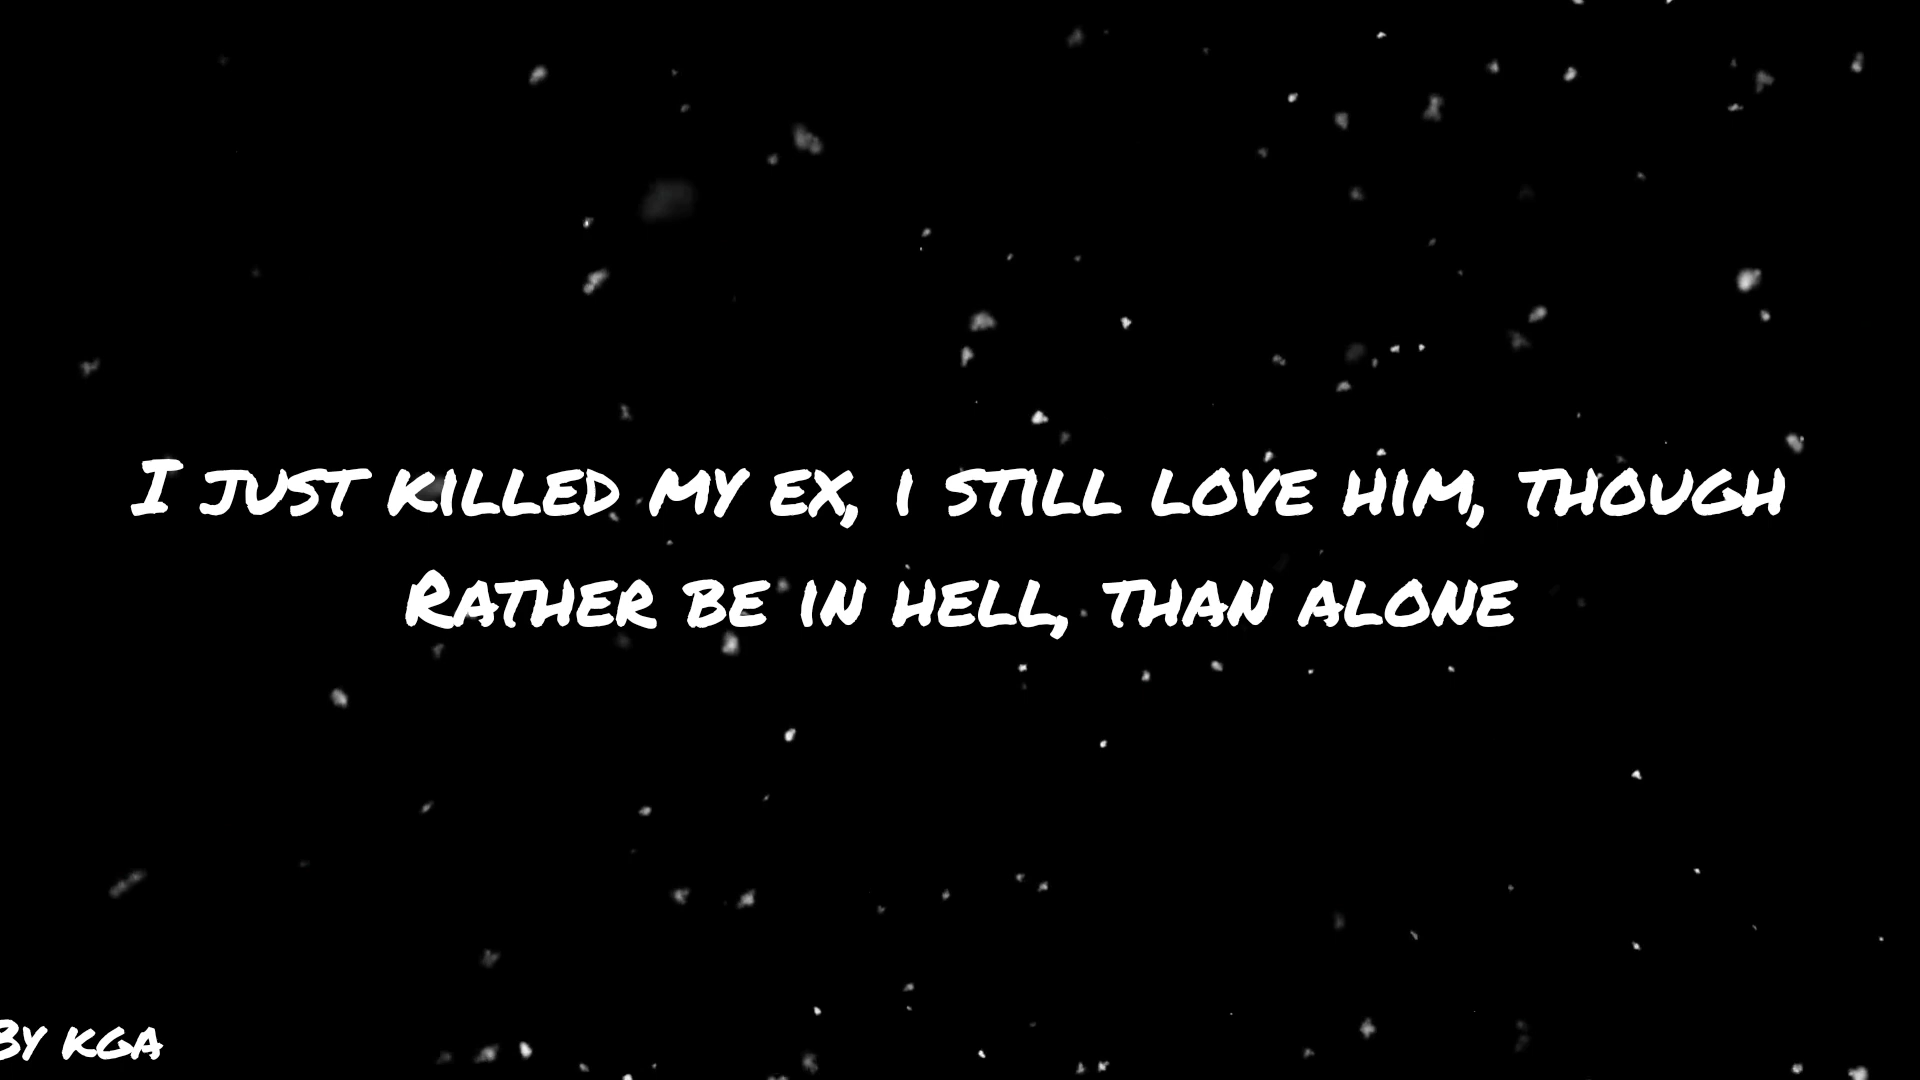 I just killed my ex, i still love him, though
Rather be in hell, than alone
By kga